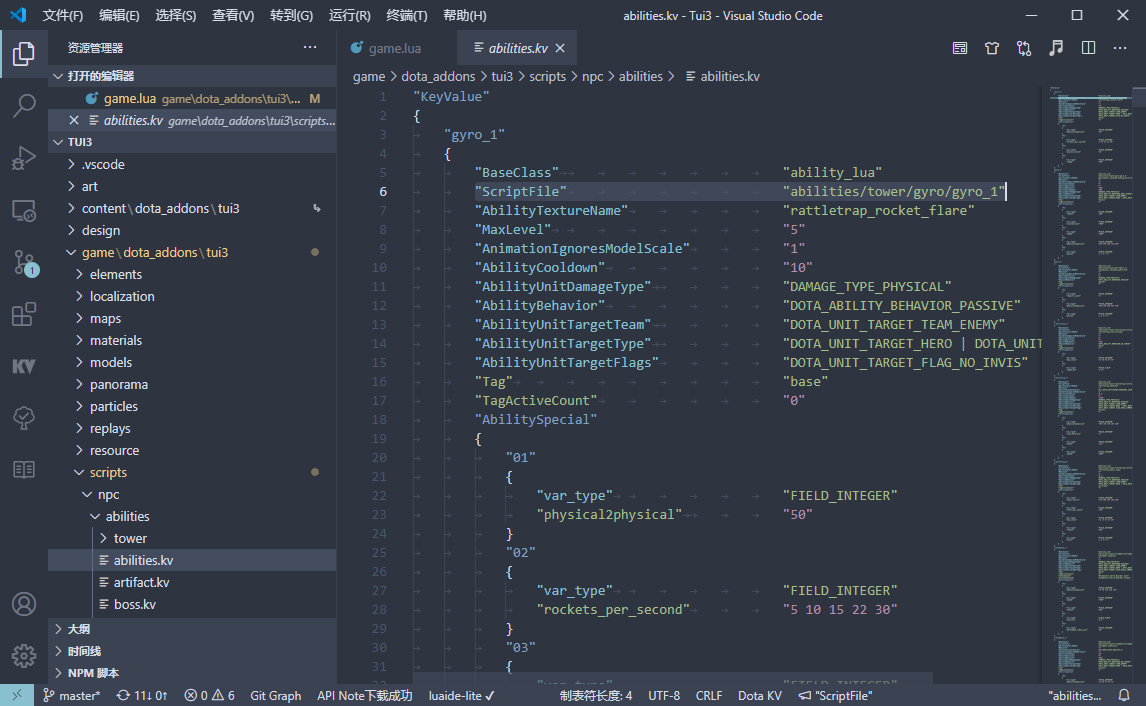 文件(F) 编辑(E) 选择(S) 查看(V) 转到(G) 运行(R) 终端(T) 帮助(H) abilities.kv - Tui3 - Visual Studio Code
资源管理器
打开的编辑器
game.lua game\dota_addons\tui3\... M
abilities.kv game\dota_addons\tui3\scripts...
TUI3
.vscode
art
content\dota_addons\tui3
design
game\dota_addons\tui3
elements
localization
maps
materials
models
panorama
particles
replays
resource
scripts
npc
abilities
tower
abilities.kv
artifact.kv
boss.kv
大纲
时间线
NPM 脚本
1
KV
game.lua abilities.kv
game > dota_addons > tui3 > scripts > npc > abilities > abilities.kv
1 "KeyValue"
2 {
3 "gyro_1"
4 {
5 "BaseClass" "ability_lua"
6 "ScriptFile" "abilities/tower/gyro/gyro_1"
7 "AbilityTextureName" "rattletrap_rocket_flare"
8 "MaxLevel" "5"
9 "AnimationIgnoresModelScale" "1"
10 "AbilityCooldown" "10"
11 "AbilityUnitDamageType" "DAMAGE_TYPE_PHYSICAL"
12 "AbilityBehavior" "DOTA_ABILITY_BEHAVIOR_PASSIVE"
13 "AbilityUnitTargetTeam" "DOTA_UNIT_TARGET_TEAM_ENEMY"
14 "AbilityUnitTargetType" "DOTA_UNIT_TARGET_HERO | DOTA_UNIT
15 "AbilityUnitTargetFlags" "DOTA_UNIT_TARGET_FLAG_NO_INVIS"
16 "Tag" "base"
17 "TagActiveCount" "0"
18 "AbilitySpecial"
19 {
20 "01"
21 {
22 "var_type" "FIELD_INTEGER"
23 "physical2physical" "50"
24 }
25 "02"
26 {
27 "var_type" "FIELD_INTEGER"
28 "rockets_per_second" "5 10 15 22 30"
29 }
30 "03"
31 {
master* 11↓ 0↑ 0 6 Git Graph API Note下载成功 luaide-lite 制表符长度: 4 UTF-8 CRLF Dota KV "ScriptFile" "abilities...